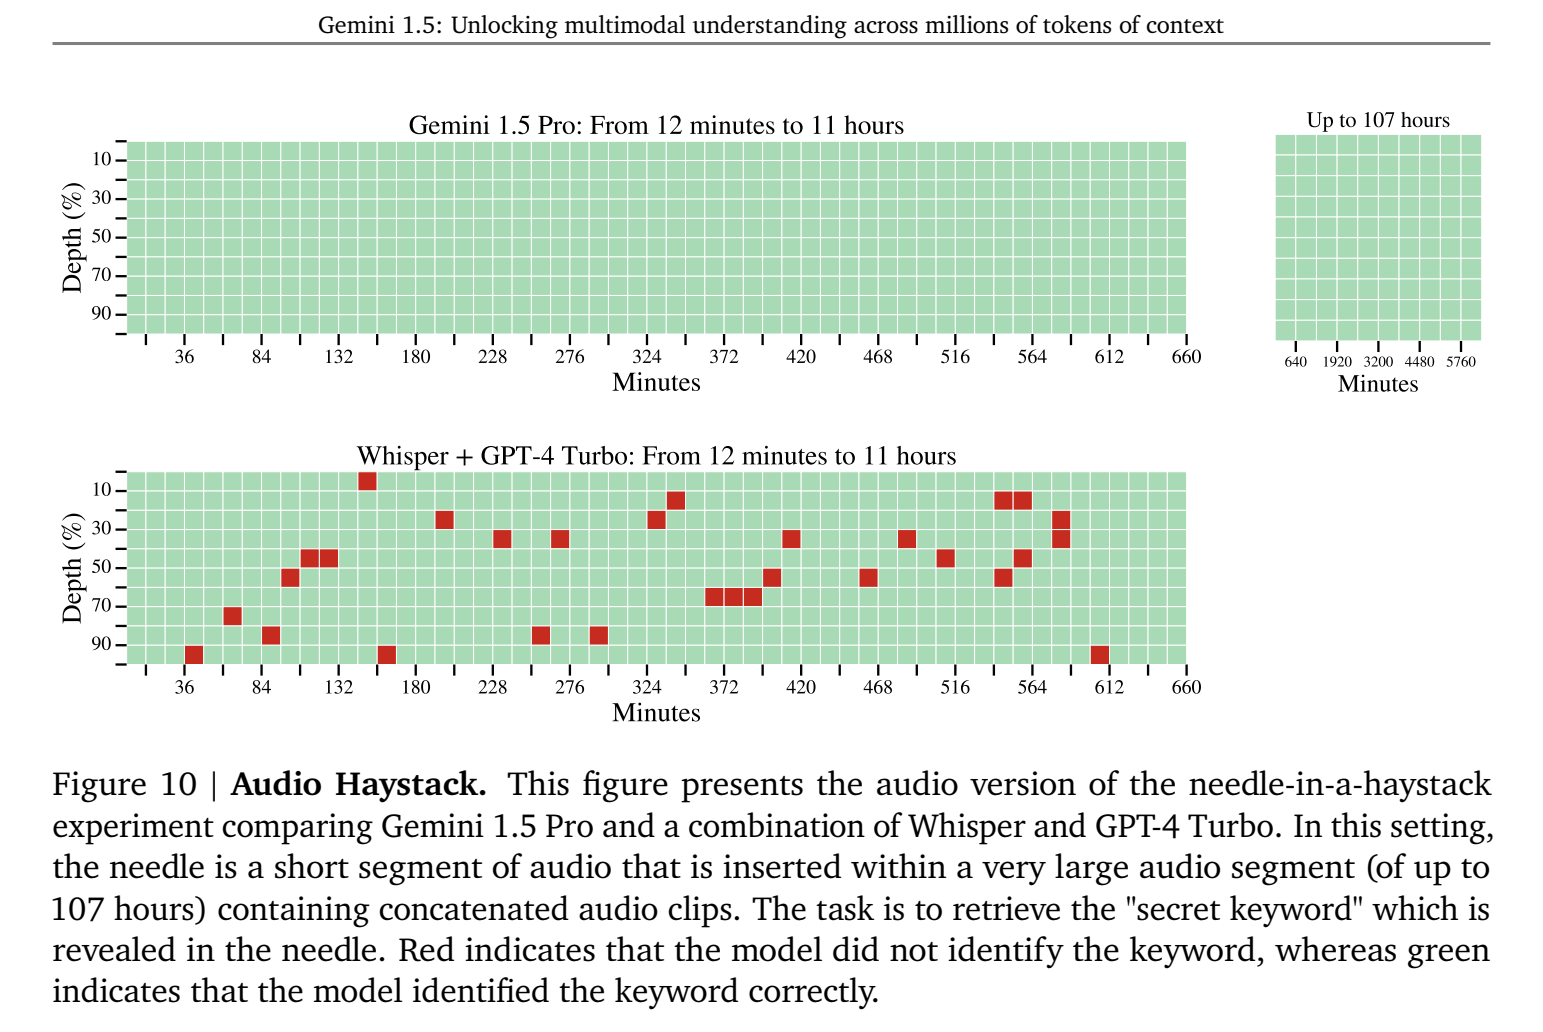 Gemini 1.5: Unlocking multimodal understanding across millions of tokens of context
Gemini 1.5 Pro: From 12 minutes to 11 hours
Depth (%)
10
30
50
70
90
36 84 132 180 228 276 324 372 420 468 516 564 612 660
Minutes
Up to 107 hours
640 1920 3200 4480 5760
Minutes
Whisper + GPT-4 Turbo: From 12 minutes to 11 hours
Depth (%)
10
30
50
70
90
36 84 132 180 228 276 324 372 420 468 516 564 612 660
Minutes
Figure 10 | Audio Haystack. This figure presents the audio version of the needle-in-a-haystack
experiment comparing Gemini 1.5 Pro and a combination of Whisper and GPT-4 Turbo. In this setting,
the needle is a short segment of audio that is inserted within a very large audio segment (of up to
107 hours) containing concatenated audio clips. The task is to retrieve the "secret keyword" which is
revealed in the needle. Red indicates that the model did not identify the keyword, whereas green
indicates that the model identified the keyword correctly.